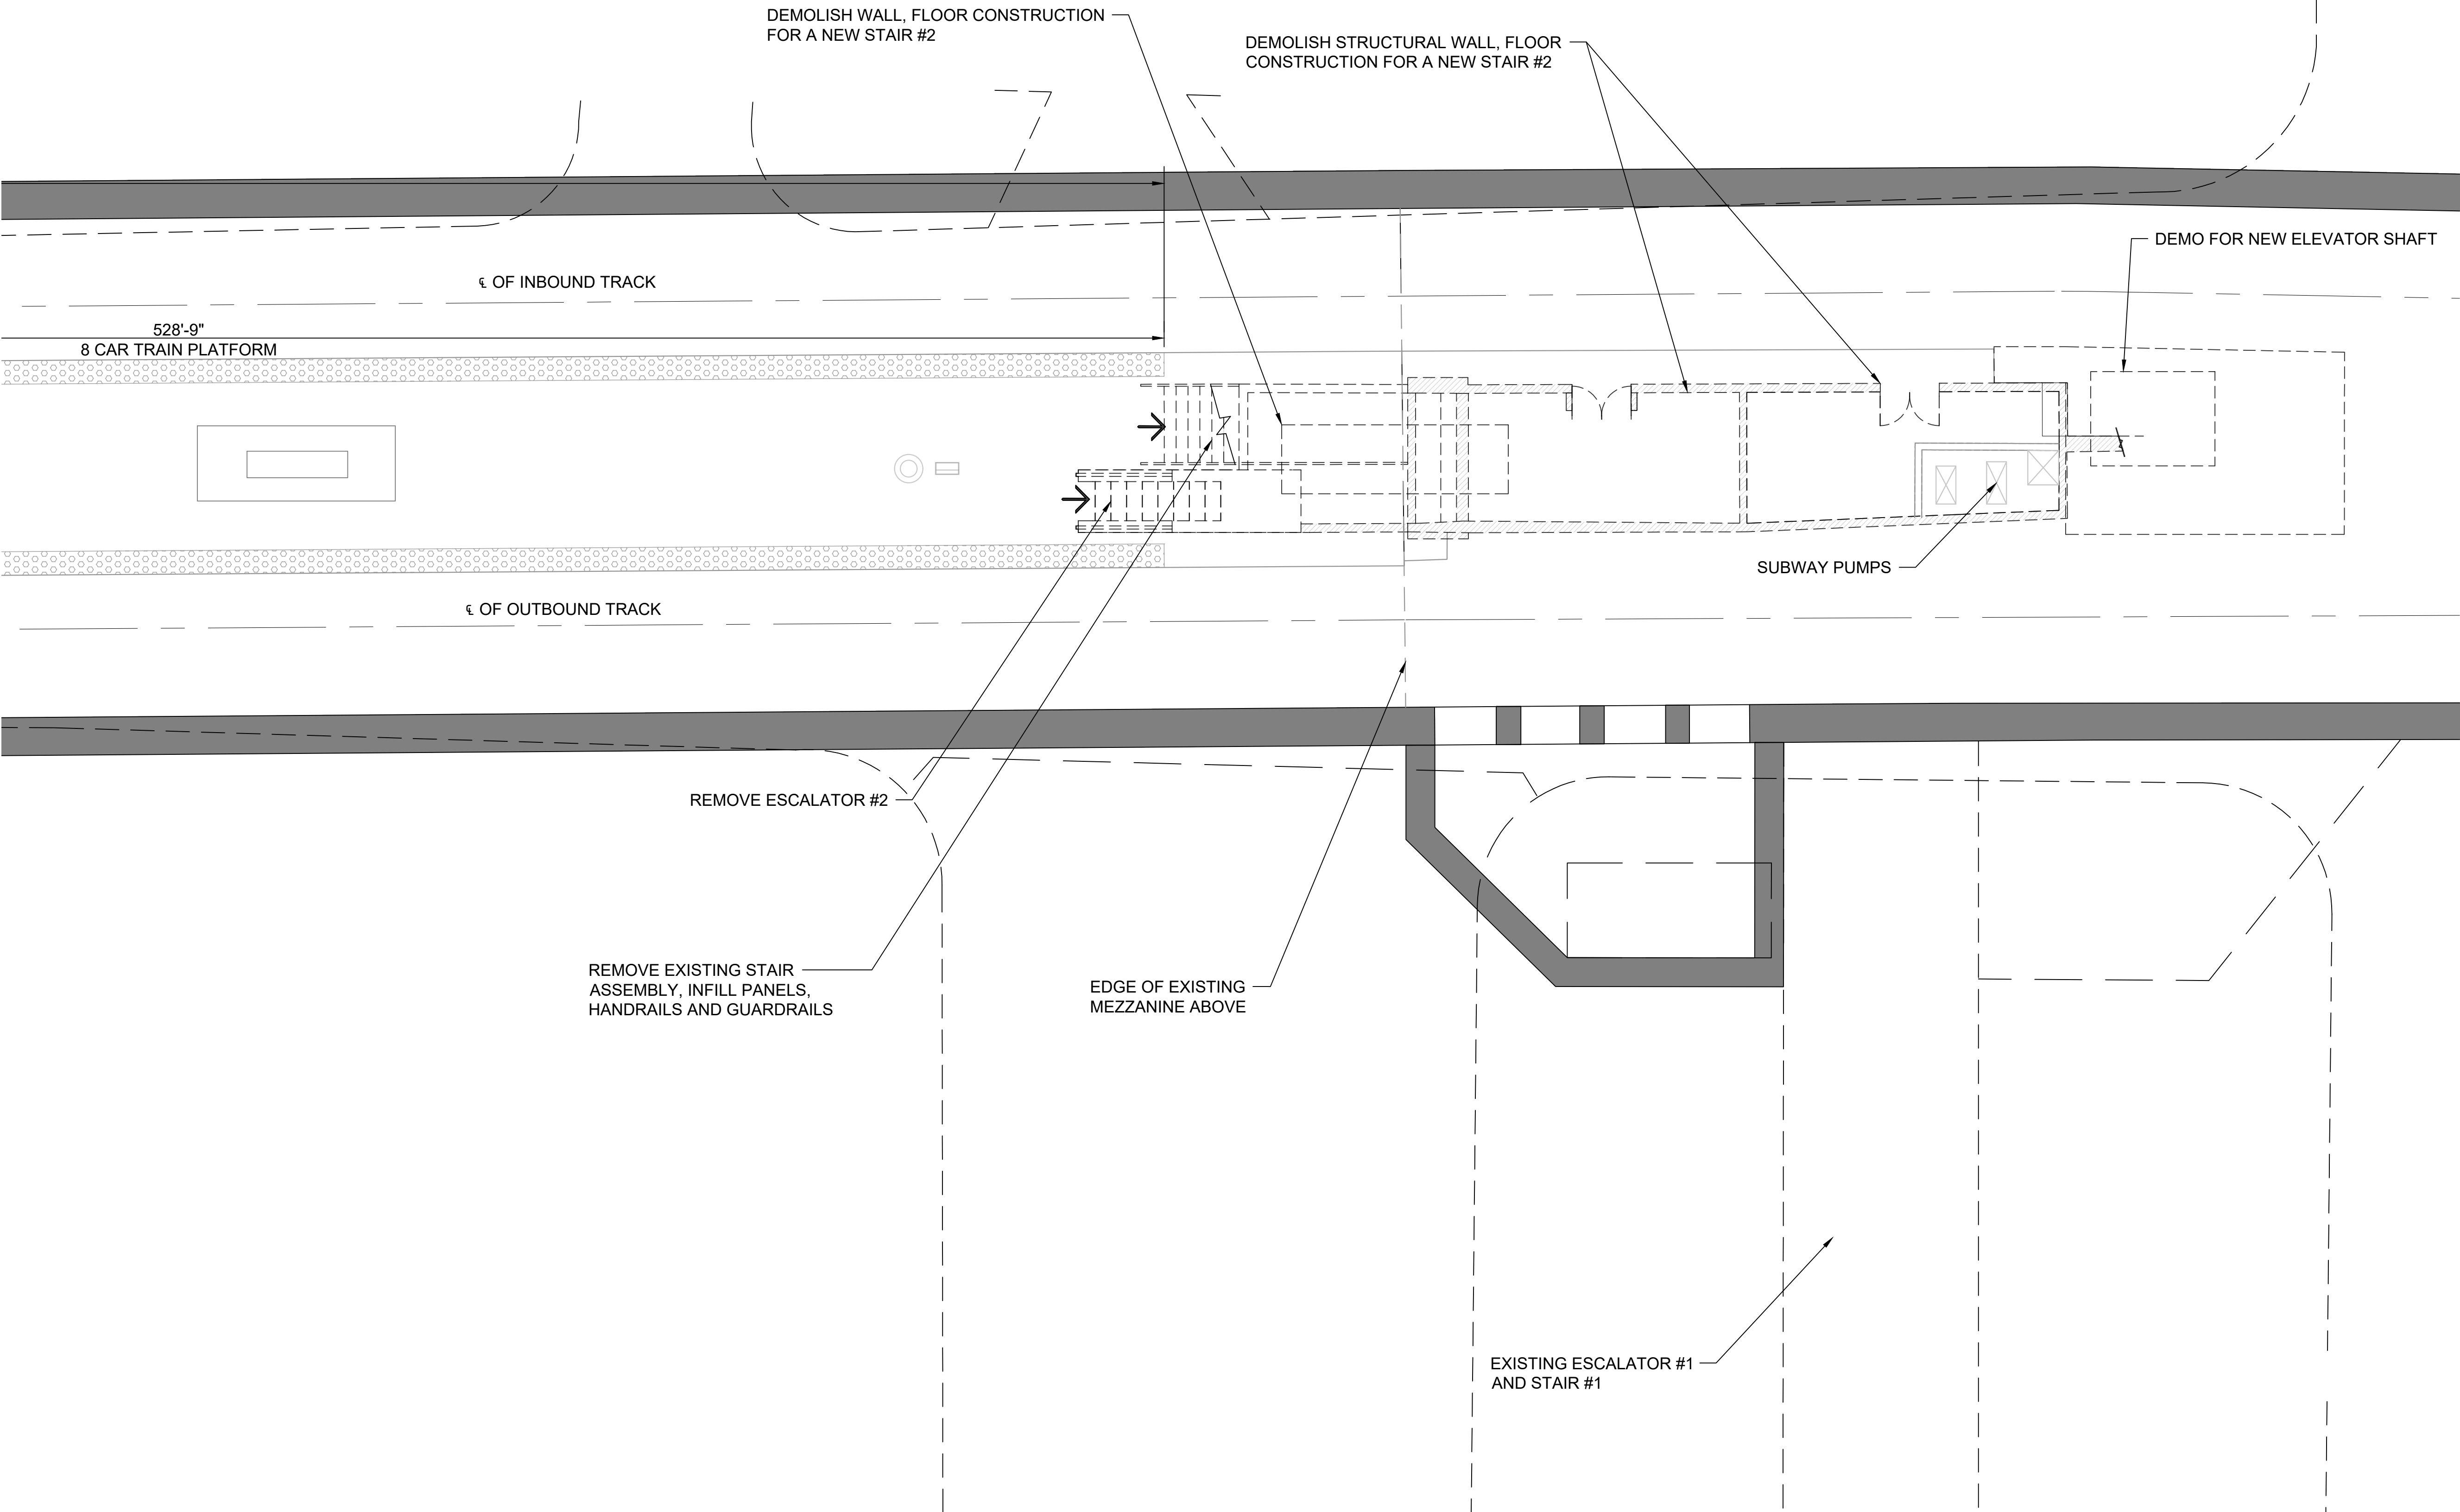 DEMOLISH WALL, FLOOR CONSTRUCTION
FOR A NEW STAIR #2
DEMOLISH STRUCTURAL WALL, FLOOR
CONSTRUCTION FOR A NEW STAIR #2
DEMO FOR NEW ELEVATOR SHAFT
℄ OF INBOUND TRACK
528'-9"
8 CAR TRAIN PLATFORM
SUBWAY PUMPS
℄ OF OUTBOUND TRACK
REMOVE ESCALATOR #2
REMOVE EXISTING STAIR
ASSEMBLY, INFILL PANELS,
HANDRAILS AND GUARDRAILS
EDGE OF EXISTING
MEZZANINE ABOVE
EXISTING ESCALATOR #1
AND STAIR #1